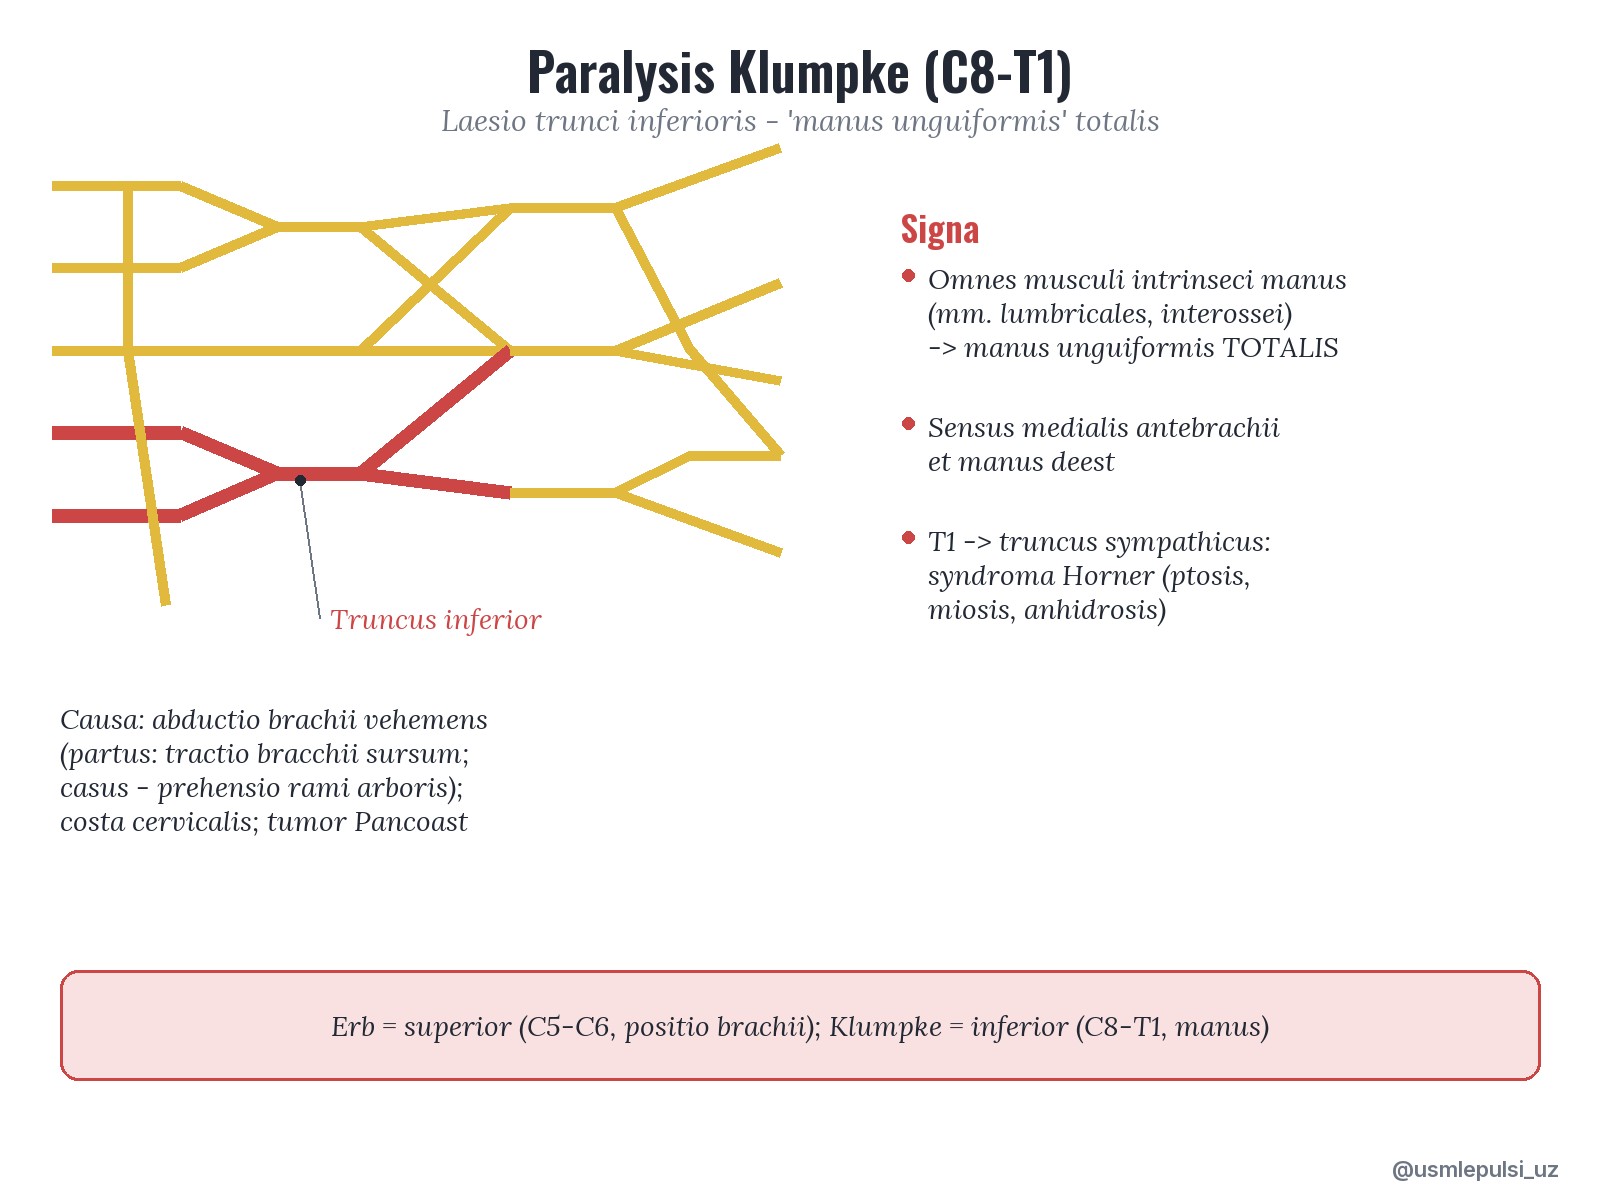 Paralysis Klumpke (C8-T1)
Laesio trunci inferioris - 'manus unguiformis' totalis
Signa
Omnes musculi intrinseci manus
(mm. lumbricales, interossei)
-> manus unguiformis TOTALIS
Sensus medialis antebrachii
et manus deest
T1 -> truncus sympathicus:
syndroma Horner (ptosis,
miosis, anhidrosis)
Truncus inferior
Causa: abductio brachii vehemens
(partus: tractio bracchii sursum;
casus - prehensio rami arboris);
costa cervicalis; tumor Pancoast
Erb = superior (C5-C6, positio brachii); Klumpke = inferior (C8-T1, manus)
@usmlepulsi_uz